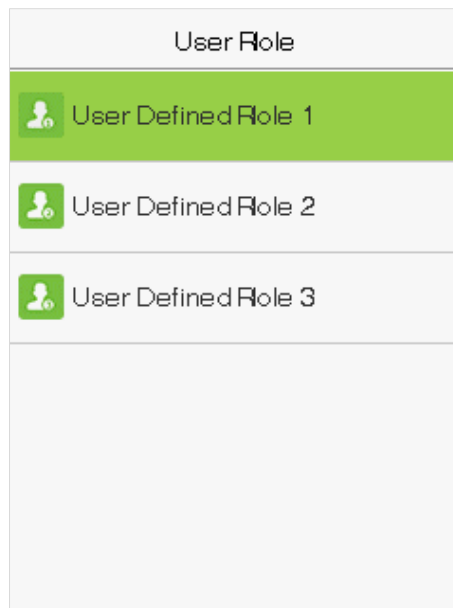 User Role
User Defined Role 1
User Defined Role 2
User Defined Role 3